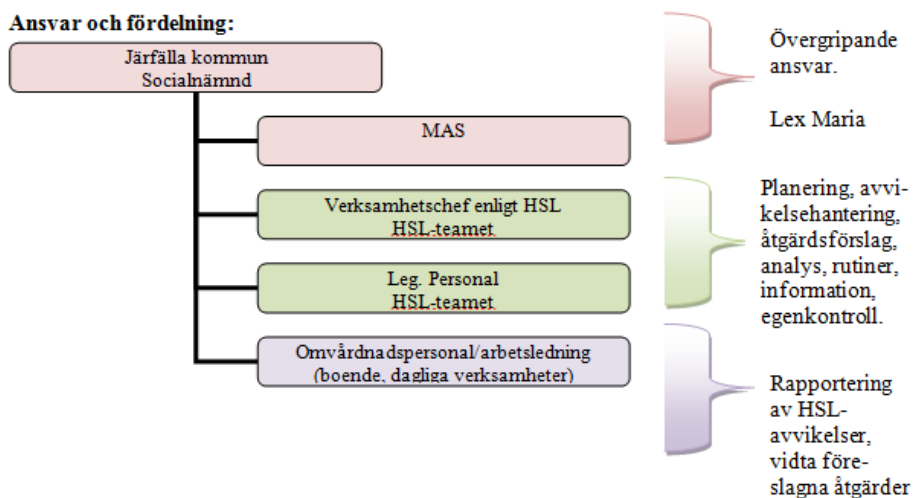 Ansvar och fördelning:
Järfälla kommun
Socialnämnd
MAS
Verksamhetschef enligt HSL
HSL-teamet
Leg. Personal
HSL-teamet
Omvårdnadspersonal/arbetsledning
(boende, dagliga verksamheter)
Övergripande
ansvar.
Lex Maria
Planering, avvi-
kelsehantering,
åtgärdsförslag,
analys, rutiner,
information,
egenkontroll.
Rapportering
av HSL-
avvikelser,
vidta före-
slagna åtgärder